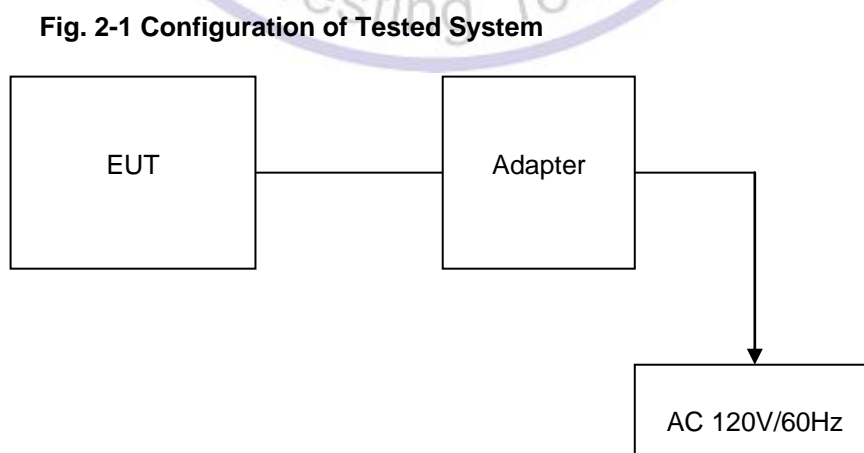 Fig. 2-1 Configuration of Tested System
EUT
Adapter
AC 120V/60Hz